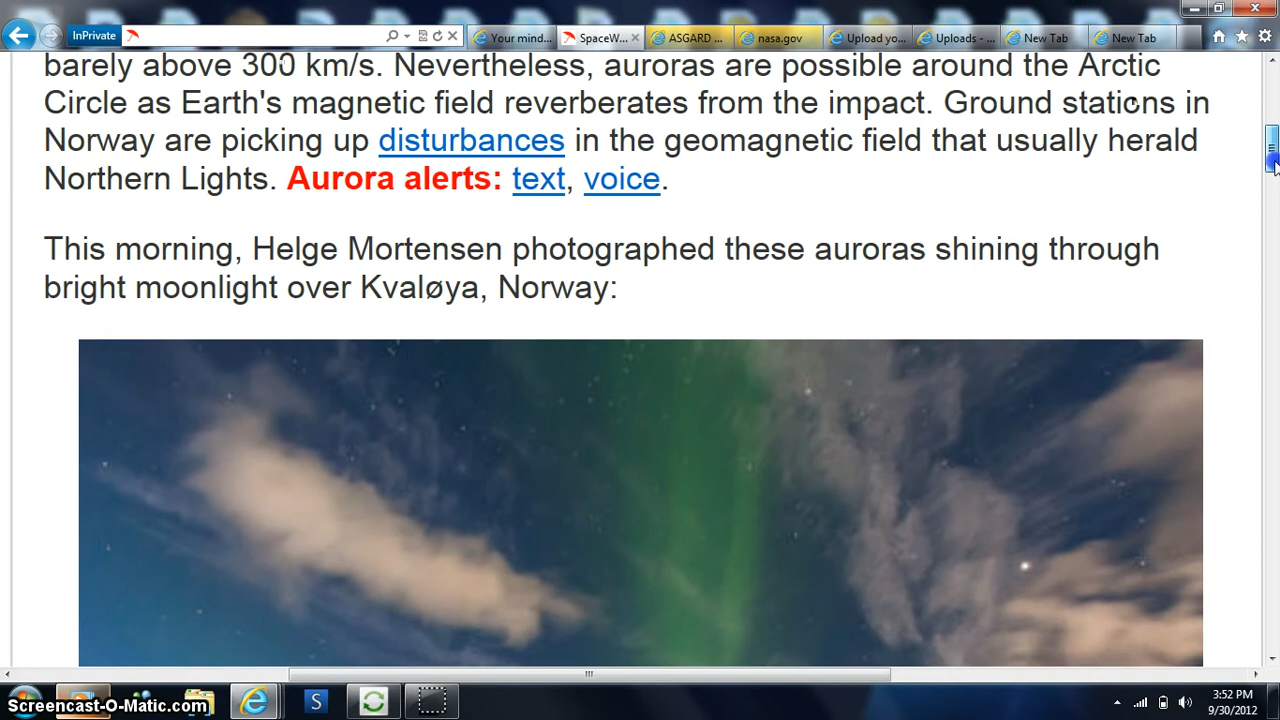 InPrivate
Your mind...
SpaceW...
ASGARD ...
nasa.gov
Upload yo...
Uploads - ...
New Tab
New Tab
barely above 300 km/s. Nevertheless, auroras are possible around the Arctic
Circle as Earth's magnetic field reverberates from the impact. Ground stations in
Norway are picking up disturbances in the geomagnetic field that usually herald
Northern Lights. Aurora alerts: text, voice.
This morning, Helge Mortensen photographed these auroras shining through
bright moonlight over Kvaløya, Norway:
S
3:52 PM
9/30/2012
Screencast-O-Matic.com